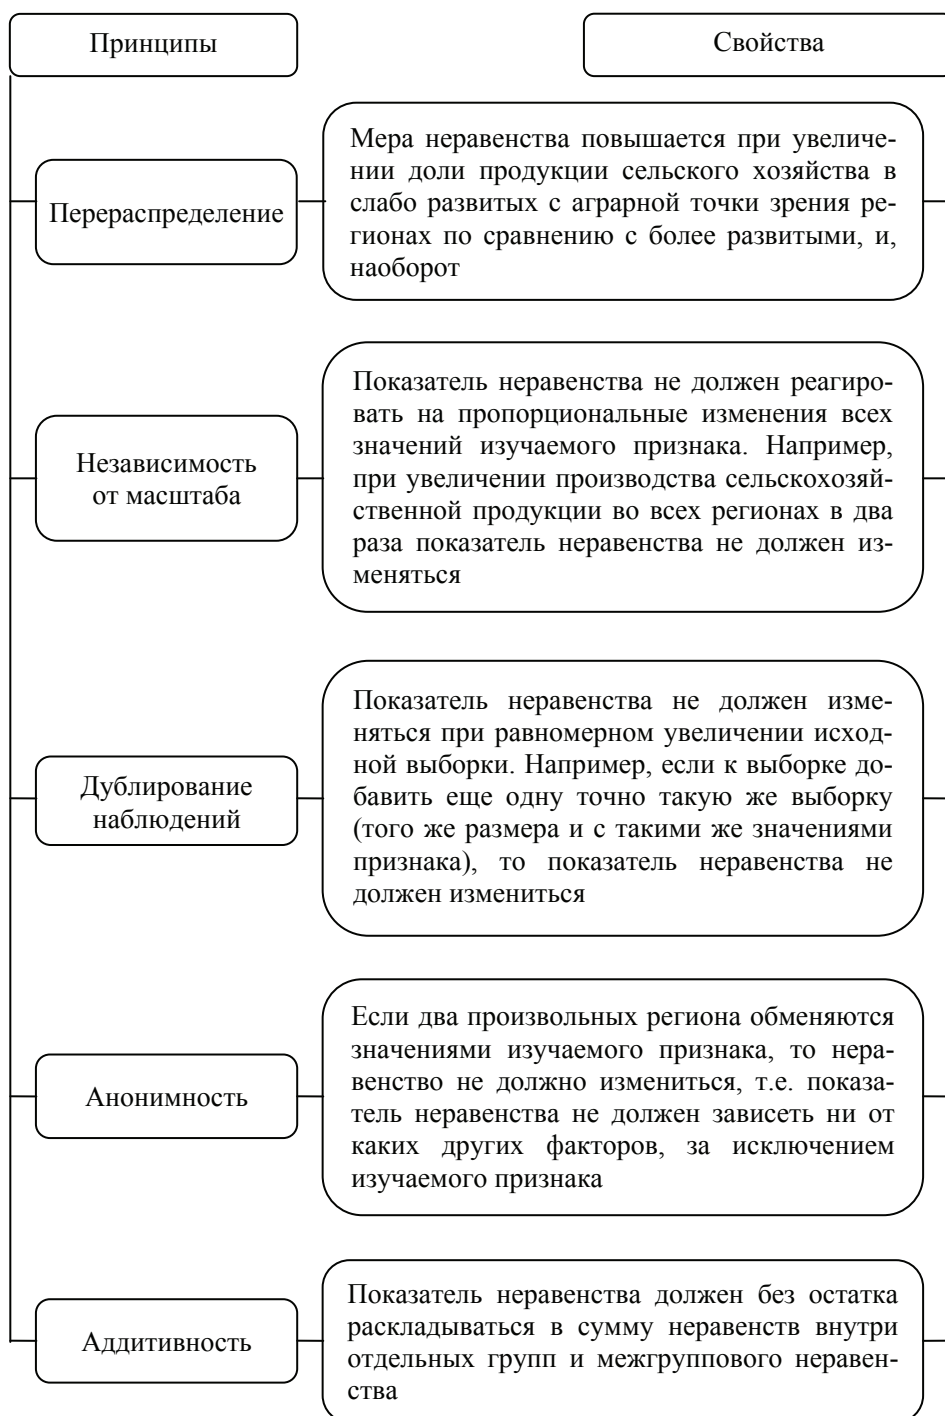 Принципы
Свойства
Перераспределение
Мера неравенства повышается при увеличе-
нии доли продукции сельского хозяйства в
слабо развитых с аграрной точки зрения ре-
гионах по сравнению с более развитыми, и,
наоборот
Независимость
от масштаба
Показатель неравенства не должен реагиро-
вать на пропорциональные изменения всех
значений изучаемого признака. Например,
при увеличении производства сельскохозяй-
ственной продукции во всех регионах в два
раза показатель неравенства не должен из-
меняться
Дублирование
наблюдений
Показатель неравенства не должен изме-
няться при равномерном увеличении исход-
ной выборки. Например, если к выборке до-
бавить еще одну точно такую же выборку
(того же размера и с такими же значениями
признака), то показатель неравенства не
должен измениться
Анонимность
Если два произвольных региона обменяются
значениями изучаемого признака, то нера-
венство не должно измениться, т.е. показа-
тель неравенства не должен зависеть ни от
каких других факторов, за исключением
изучаемого признака
Аддитивность
Показатель неравенства должен без остатка
раскладываться в сумму неравенств внутри
отдельных групп и межгруппового неравен-
ства